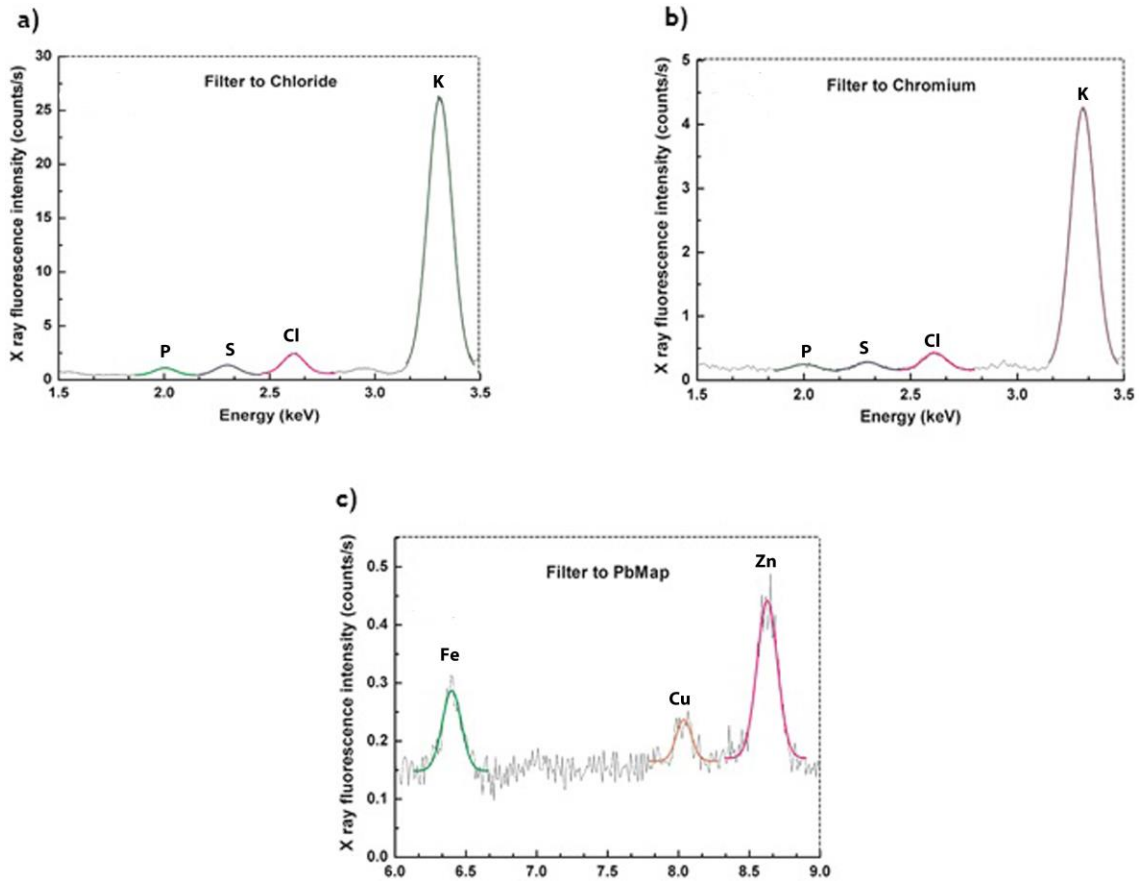 a)
X ray fluorescence intensity (counts/s)
30
25
20
15
10
5
0
Filter to Chloride
K
P
S
Cl
1.5 2.0 2.5 3.0 3.5
Energy (keV)
b)
X ray fluorescence intensity (counts/s)
5
4
3
2
1
0
Filter to Chromium
K
P
S
Cl
1.5 2.0 2.5 3.0 3.5
Energy (keV)
c)
X ray fluorescence intensity (counts/s)
0.5
0.4
0.3
0.2
0.1
0.0
Filter to PbMap
Zn
Fe
Cu
6.0 6.5 7.0 7.5 8.0 8.5 9.0